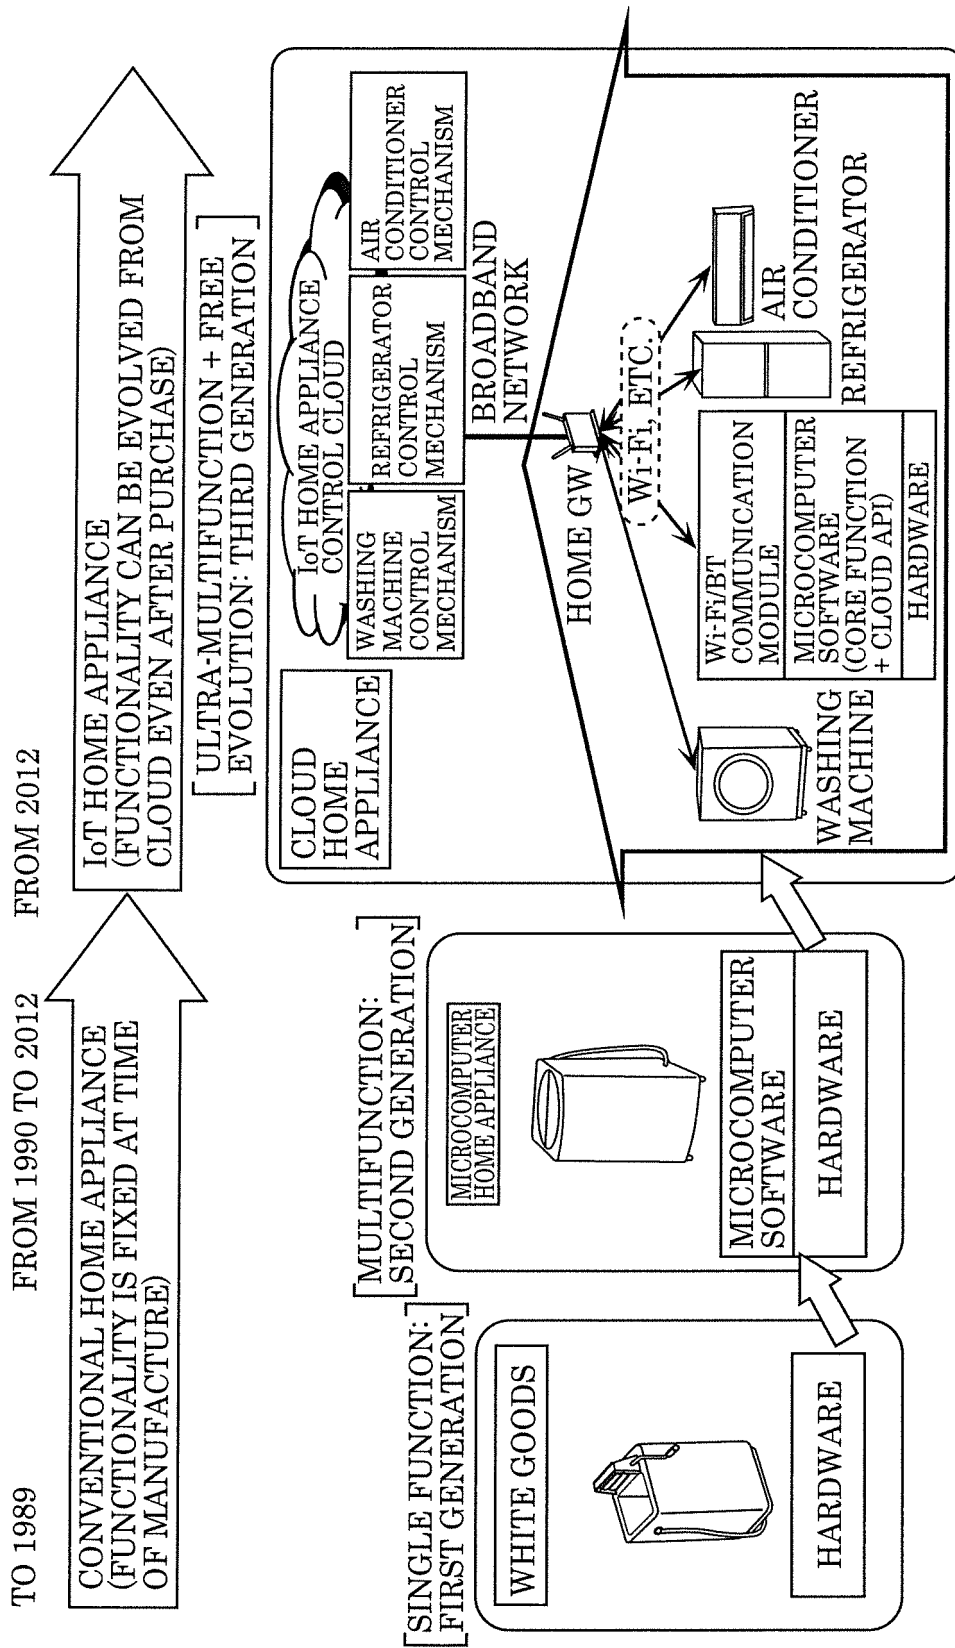 TO 1989
FROM 1990 TO 2012
FROM 2012
CONVENTIONAL HOME APPLIANCE
(FUNCTIONALITY IS FIXED AT TIME
OF MANUFACTURE)
IoT HOME APPLIANCE
(FUNCTIONALITY CAN BE EVOLVED FROM
CLOUD EVEN AFTER PURCHASE)
[SINGLE FUNCTION:
FIRST GENERATION]
WHITE GOODS
HARDWARE
[MULTIFUNCTION:
SECOND GENERATION]
MICROCOMPUTER
HOME APPLIANCE
MICROCOMPUTER
SOFTWARE
HARDWARE
[ULTRA-MULTIFUNCTION + FREE
EVOLUTION: THIRD GENERATION]
CLOUD
HOME
APPLIANCE
IoT HOME APPLIANCE
CONTROL CLOUD
WASHING
MACHINE
CONTROL
MECHANISM
REFRIGERATOR
CONTROL
MECHANISM
AIR
CONDITIONER
CONTROL
MECHANISM
BROADBAND
NETWORK
HOME GW
Wi-Fi, ETC.
WASHING
MACHINE
Wi-Fi/BT
COMMUNICATION
MODULE
MICROCOMPUTER
SOFTWARE
(CORE FUNCTION
+ CLOUD API)
HARDWARE
AIR
CONDITIONER
REFRIGERATOR